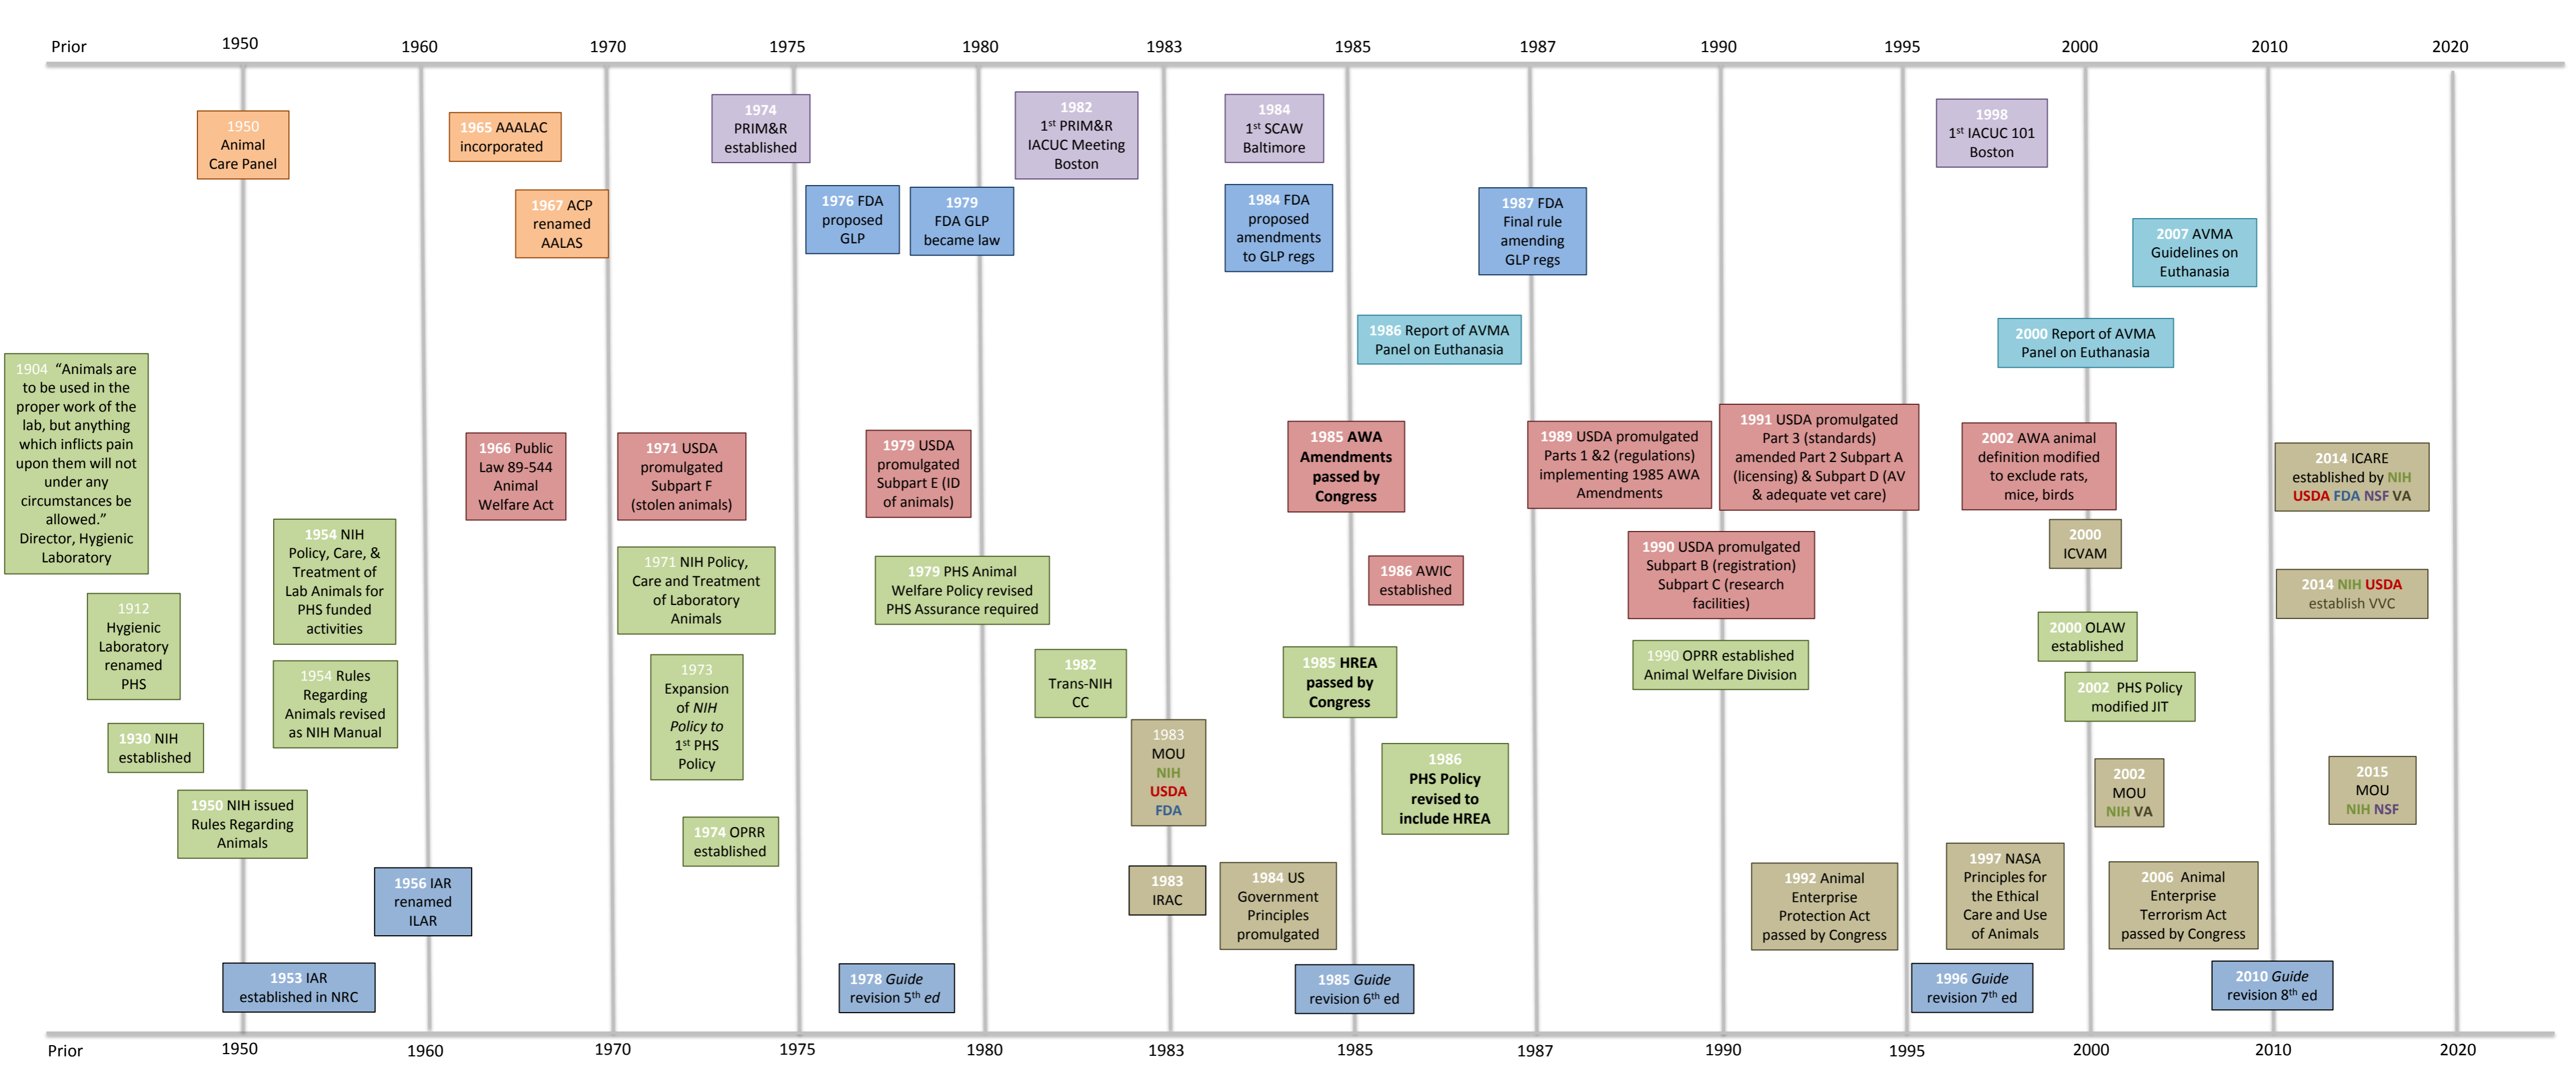 Prior 1950 1960 1970 1975 1980 1983 1985 1987 1990 1995 2000 2010 2020
1950
Animal
Care Panel
1965 AAALAC
incorporated
1967 ACP
renamed
AALAS
1974
PRIM&R
established
1982
1st PRIM&R
IACUC Meeting
Boston
1984
1st SCAW
Baltimore
1998
1st IACUC 101
Boston
1976 FDA
proposed
GLP
1979
FDA GLP
became law
1984 FDA
proposed
amendments
to GLP regs
1987 FDA
Final rule
amending
GLP regs
2007 AVMA
Guidelines on
Euthanasia
1986 Report of AVMA
Panel on Euthanasia
2000 Report of AVMA
Panel on Euthanasia
1904 “Animals are
to be used in the
proper work of the
lab, but anything
which inflicts pain
upon them will not
under any
circumstances be
allowed.”
Director, Hygienic
Laboratory
1966 Public
Law 89-544
Animal
Welfare Act
1971 USDA
promulgated
Subpart F
(stolen animals)
1979 USDA
promulgated
Subpart E (ID
of animals)
1985 AWA
Amendments
passed by
Congress
1989 USDA promulgated
Parts 1 &2 (regulations)
implementing 1985 AWA
Amendments
1991 USDA promulgated
Part 3 (standards)
amended Part 2 Subpart A
(licensing) & Subpart D (AV
& adequate vet care)
2002 AWA animal
definition modified
to exclude rats,
mice, birds
2014 ICARE
established by NIH
USDA FDA NSF VA
1954 NIH
Policy, Care, &
Treatment of
Lab Animals for
PHS funded
activities
1971 NIH Policy,
Care and Treatment
of Laboratory
Animals
1979 PHS Animal
Welfare Policy revised
PHS Assurance required
1986 AWIC
established
1990 USDA promulgated
Subpart B (registration)
Subpart C (research
facilities)
2000
ICVAM
2014 NIH USDA
establish VVC
1912
Hygienic
Laboratory
renamed
PHS
1954 Rules
Regarding
Animals revised
as NIH Manual
1973
Expansion
of NIH
Policy to
1st PHS
Policy
1982
Trans-NIH
CC
1985 HREA
passed by
Congress
1990 OPRR established
Animal Welfare Division
2000 OLAW
established
2002 PHS Policy
modified JIT
1930 NIH
established
1983
MOU
NIH
USDA
FDA
1986
PHS Policy
revised to
include HREA
2002
MOU
NIH VA
2015
MOU
NIH NSF
1950 NIH issued
Rules Regarding
Animals
1974 OPRR
established
1956 IAR
renamed
ILAR
1983
IRAC
1984 US
Government
Principles
promulgated
1992 Animal
Enterprise
Protection Act
passed by Congress
1997 NASA
Principles for
the Ethical
Care and Use
of Animals
2006 Animal
Enterprise
Terrorism Act
passed by Congress
1953 IAR
established in NRC
1978 Guide
revision 5th ed
1985 Guide
revision 6th ed
1996 Guide
revision 7th ed
2010 Guide
revision 8th ed
Prior 1950 1960 1970 1975 1980 1983 1985 1987 1990 1995 2000 2010 2020